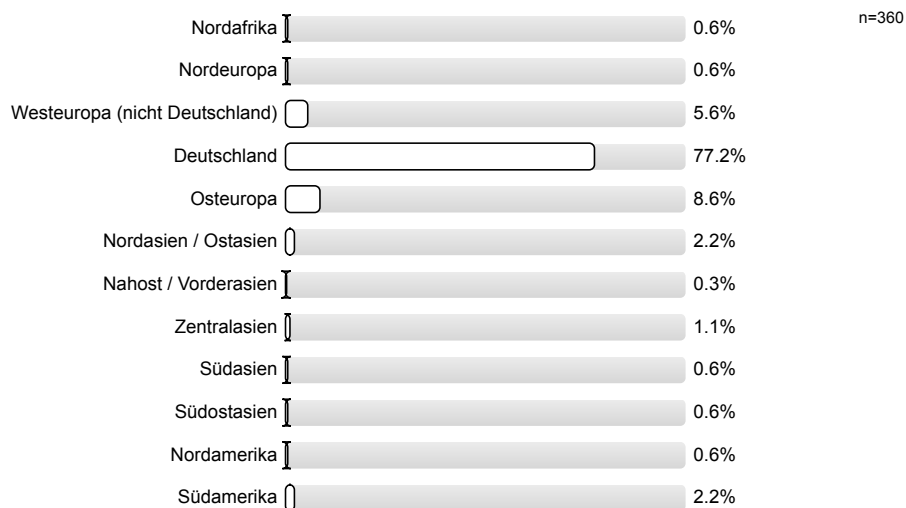 Nordafrika 0.6% n=360
Nordeuropa 0.6%
Westeuropa (nicht Deutschland) 5.6%
Deutschland 77.2%
Osteuropa 8.6%
Nordasien / Ostasien 2.2%
Nahost / Vorderasien 0.3%
Zentralasien 1.1%
Südasien 0.6%
Südostasien 0.6%
Nordamerika 0.6%
Südamerika 2.2%